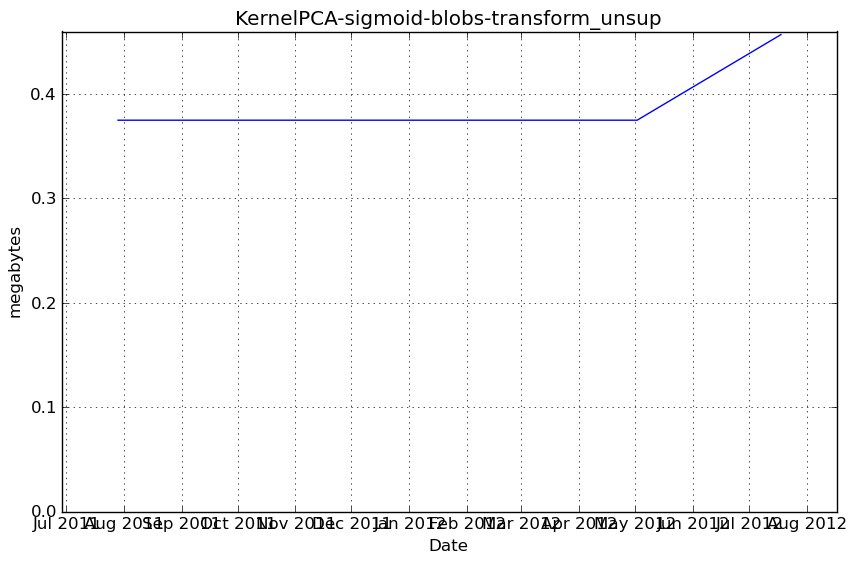 KernelPCA-sigmoid-blobs-transform_unsup
0.4
0.3
0.2
0.1
0.0
megabytes
Jul 2011 Aug 2011 Sep 2011 Oct 2011 Nov 2011 Dec 2011 Jan 2012 Feb 2012 Mar 2012 Apr 2012 May 2012 Jun 2012 Jul 2012 Aug 2012
Date